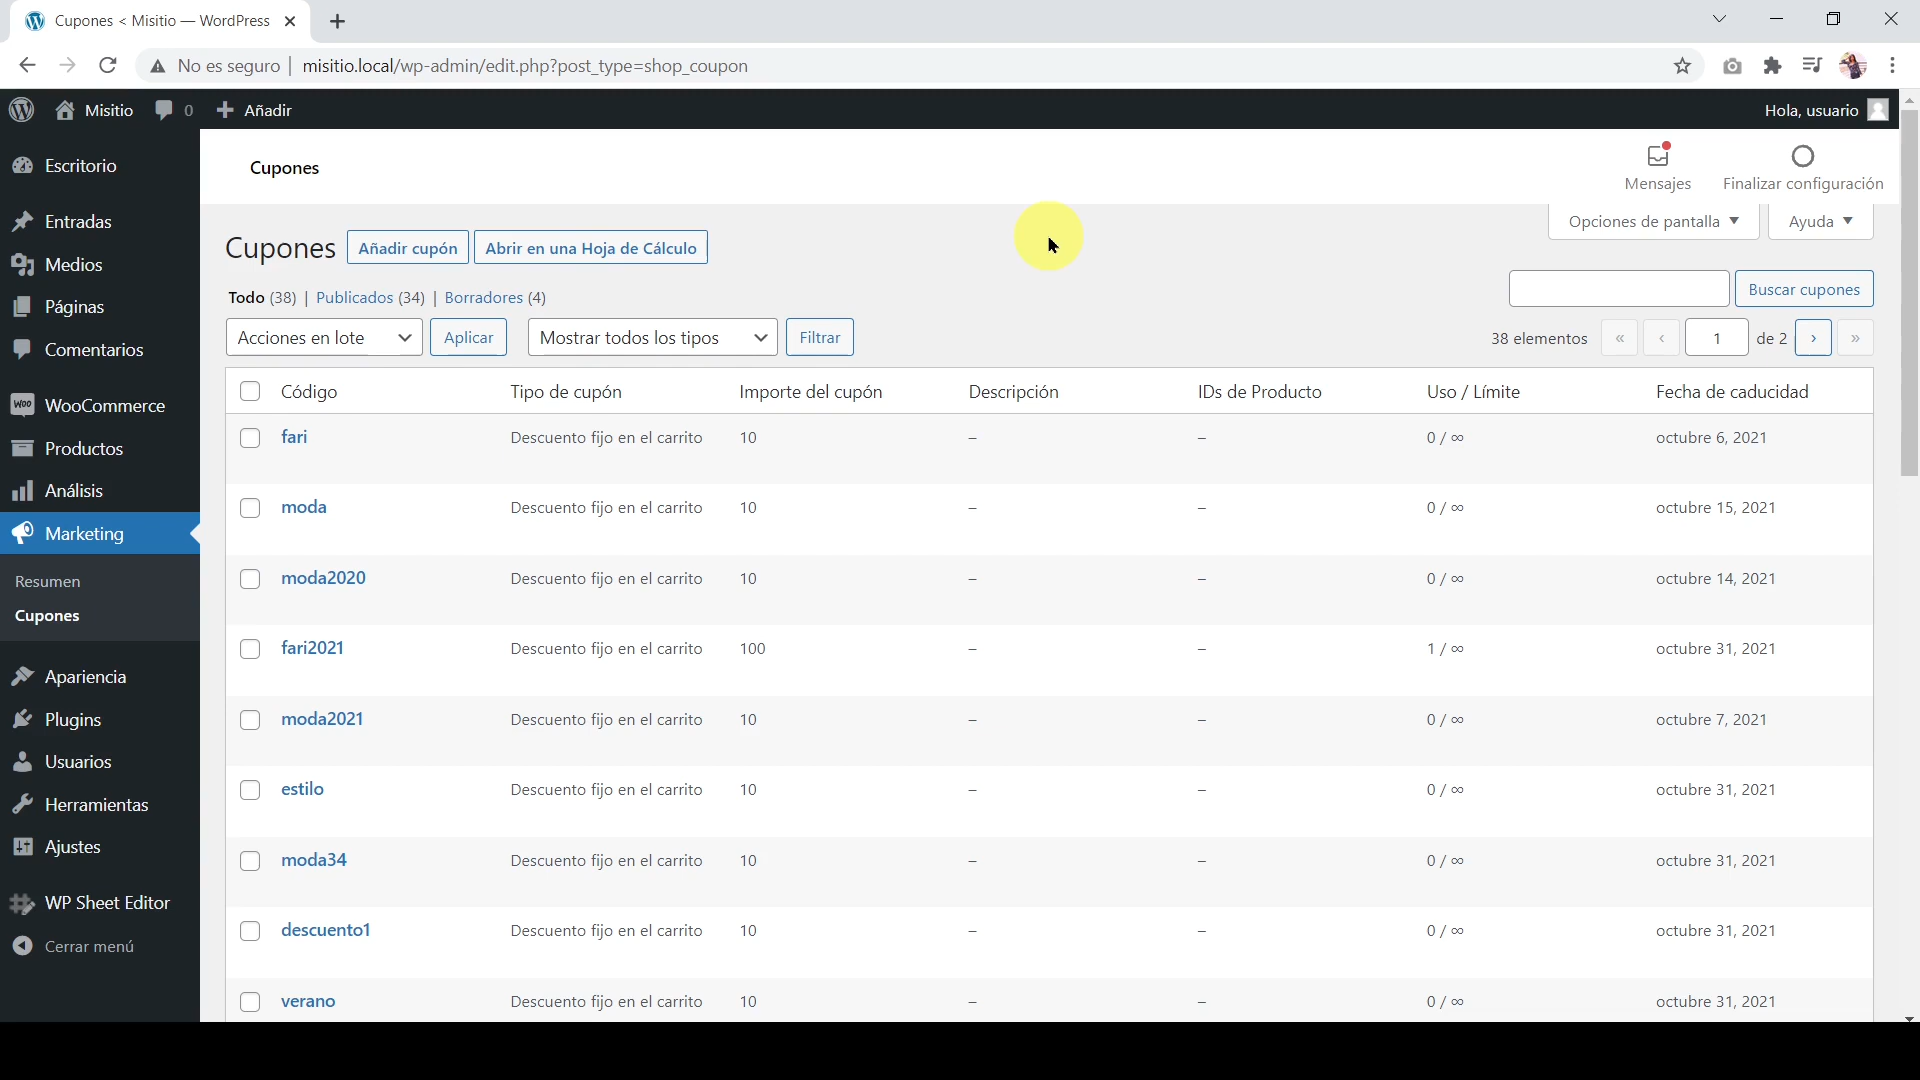 Cupones < Misitio — WordPress
No es seguro | misitio.local/wp-admin/edit.php?post_type=shop_coupon
Misitio 0 Añadir Hola, usuario
Escritorio
Entradas
Medios
Páginas
Comentarios
WooCommerce
Productos
Análisis
Marketing
Resumen
Cupones
Apariencia
Plugins
Usuarios
Herramientas
Ajustes
WP Sheet Editor
Cerrar menú
Cupones
Mensajes Finalizar configuración
Opciones de pantalla Ayuda
Cupones Añadir cupón Abrir en una Hoja de Cálculo
Buscar cupones
Todo (38) | Publicados (34) | Borradores (4)
Acciones en lote Aplicar Mostrar todos los tipos Filtrar 38 elementos « ‹ 1 de 2 › »
Código Tipo de cupón Importe del cupón Descripción IDs de Producto Uso / Límite Fecha de caducidad
fari Descuento fijo en el carrito 10 – – 0 / ∞ octubre 6, 2021
moda Descuento fijo en el carrito 10 – – 0 / ∞ octubre 15, 2021
moda2020 Descuento fijo en el carrito 10 – – 0 / ∞ octubre 14, 2021
fari2021 Descuento fijo en el carrito 100 – – 1 / ∞ octubre 31, 2021
moda2021 Descuento fijo en el carrito 10 – – 0 / ∞ octubre 7, 2021
estilo Descuento fijo en el carrito 10 – – 0 / ∞ octubre 31, 2021
moda34 Descuento fijo en el carrito 10 – – 0 / ∞ octubre 31, 2021
descuento1 Descuento fijo en el carrito 10 – – 0 / ∞ octubre 31, 2021
verano Descuento fijo en el carrito 10 – – 0 / ∞ octubre 31, 2021